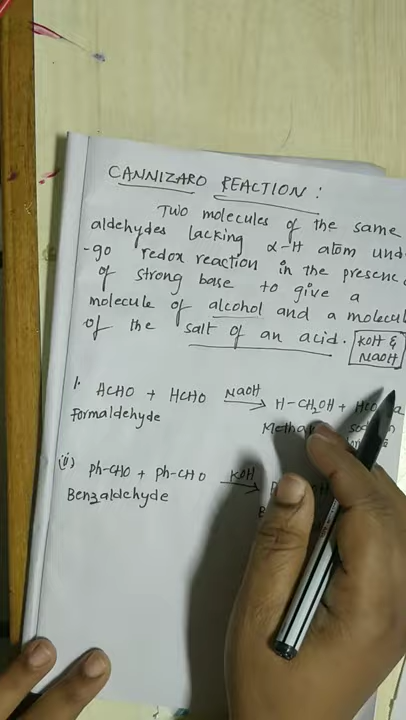 CANNIZARO REACTION :
Two molecules of the same
aldehydes lacking α-H atom und
-go redox reaction in the presenc
of strong base to give a
molecule of alcohol and a molecul
of the salt of an acid. KOH &
NaOH
1. HCHO + HCHO NaOH → H-CH2OH +
Formaldehyde
(ii) Ph-CHO + Ph-CHO KOH →
Benzaldehyde